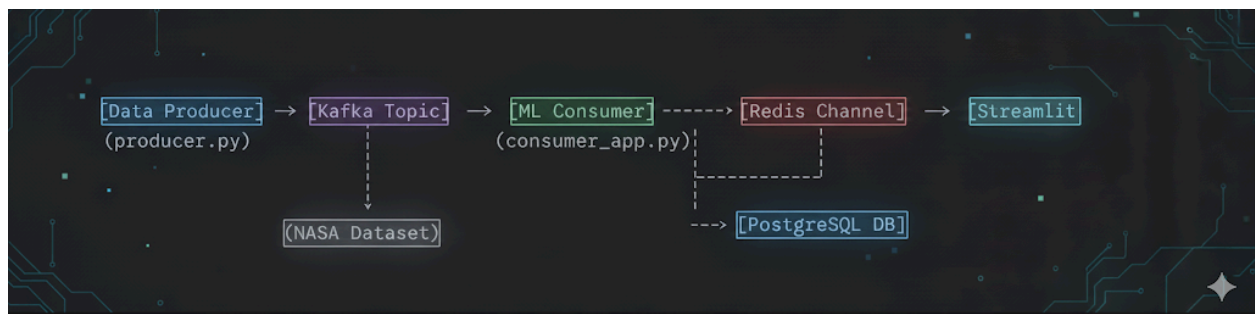 [Data Producer] → [Kafka Topic] → [ML Consumer] ----> [Redis Channel] → [Streamlit
(producer.py) (consumer_app.py)
(NASA Dataset) ---> [PostgreSQL DB]